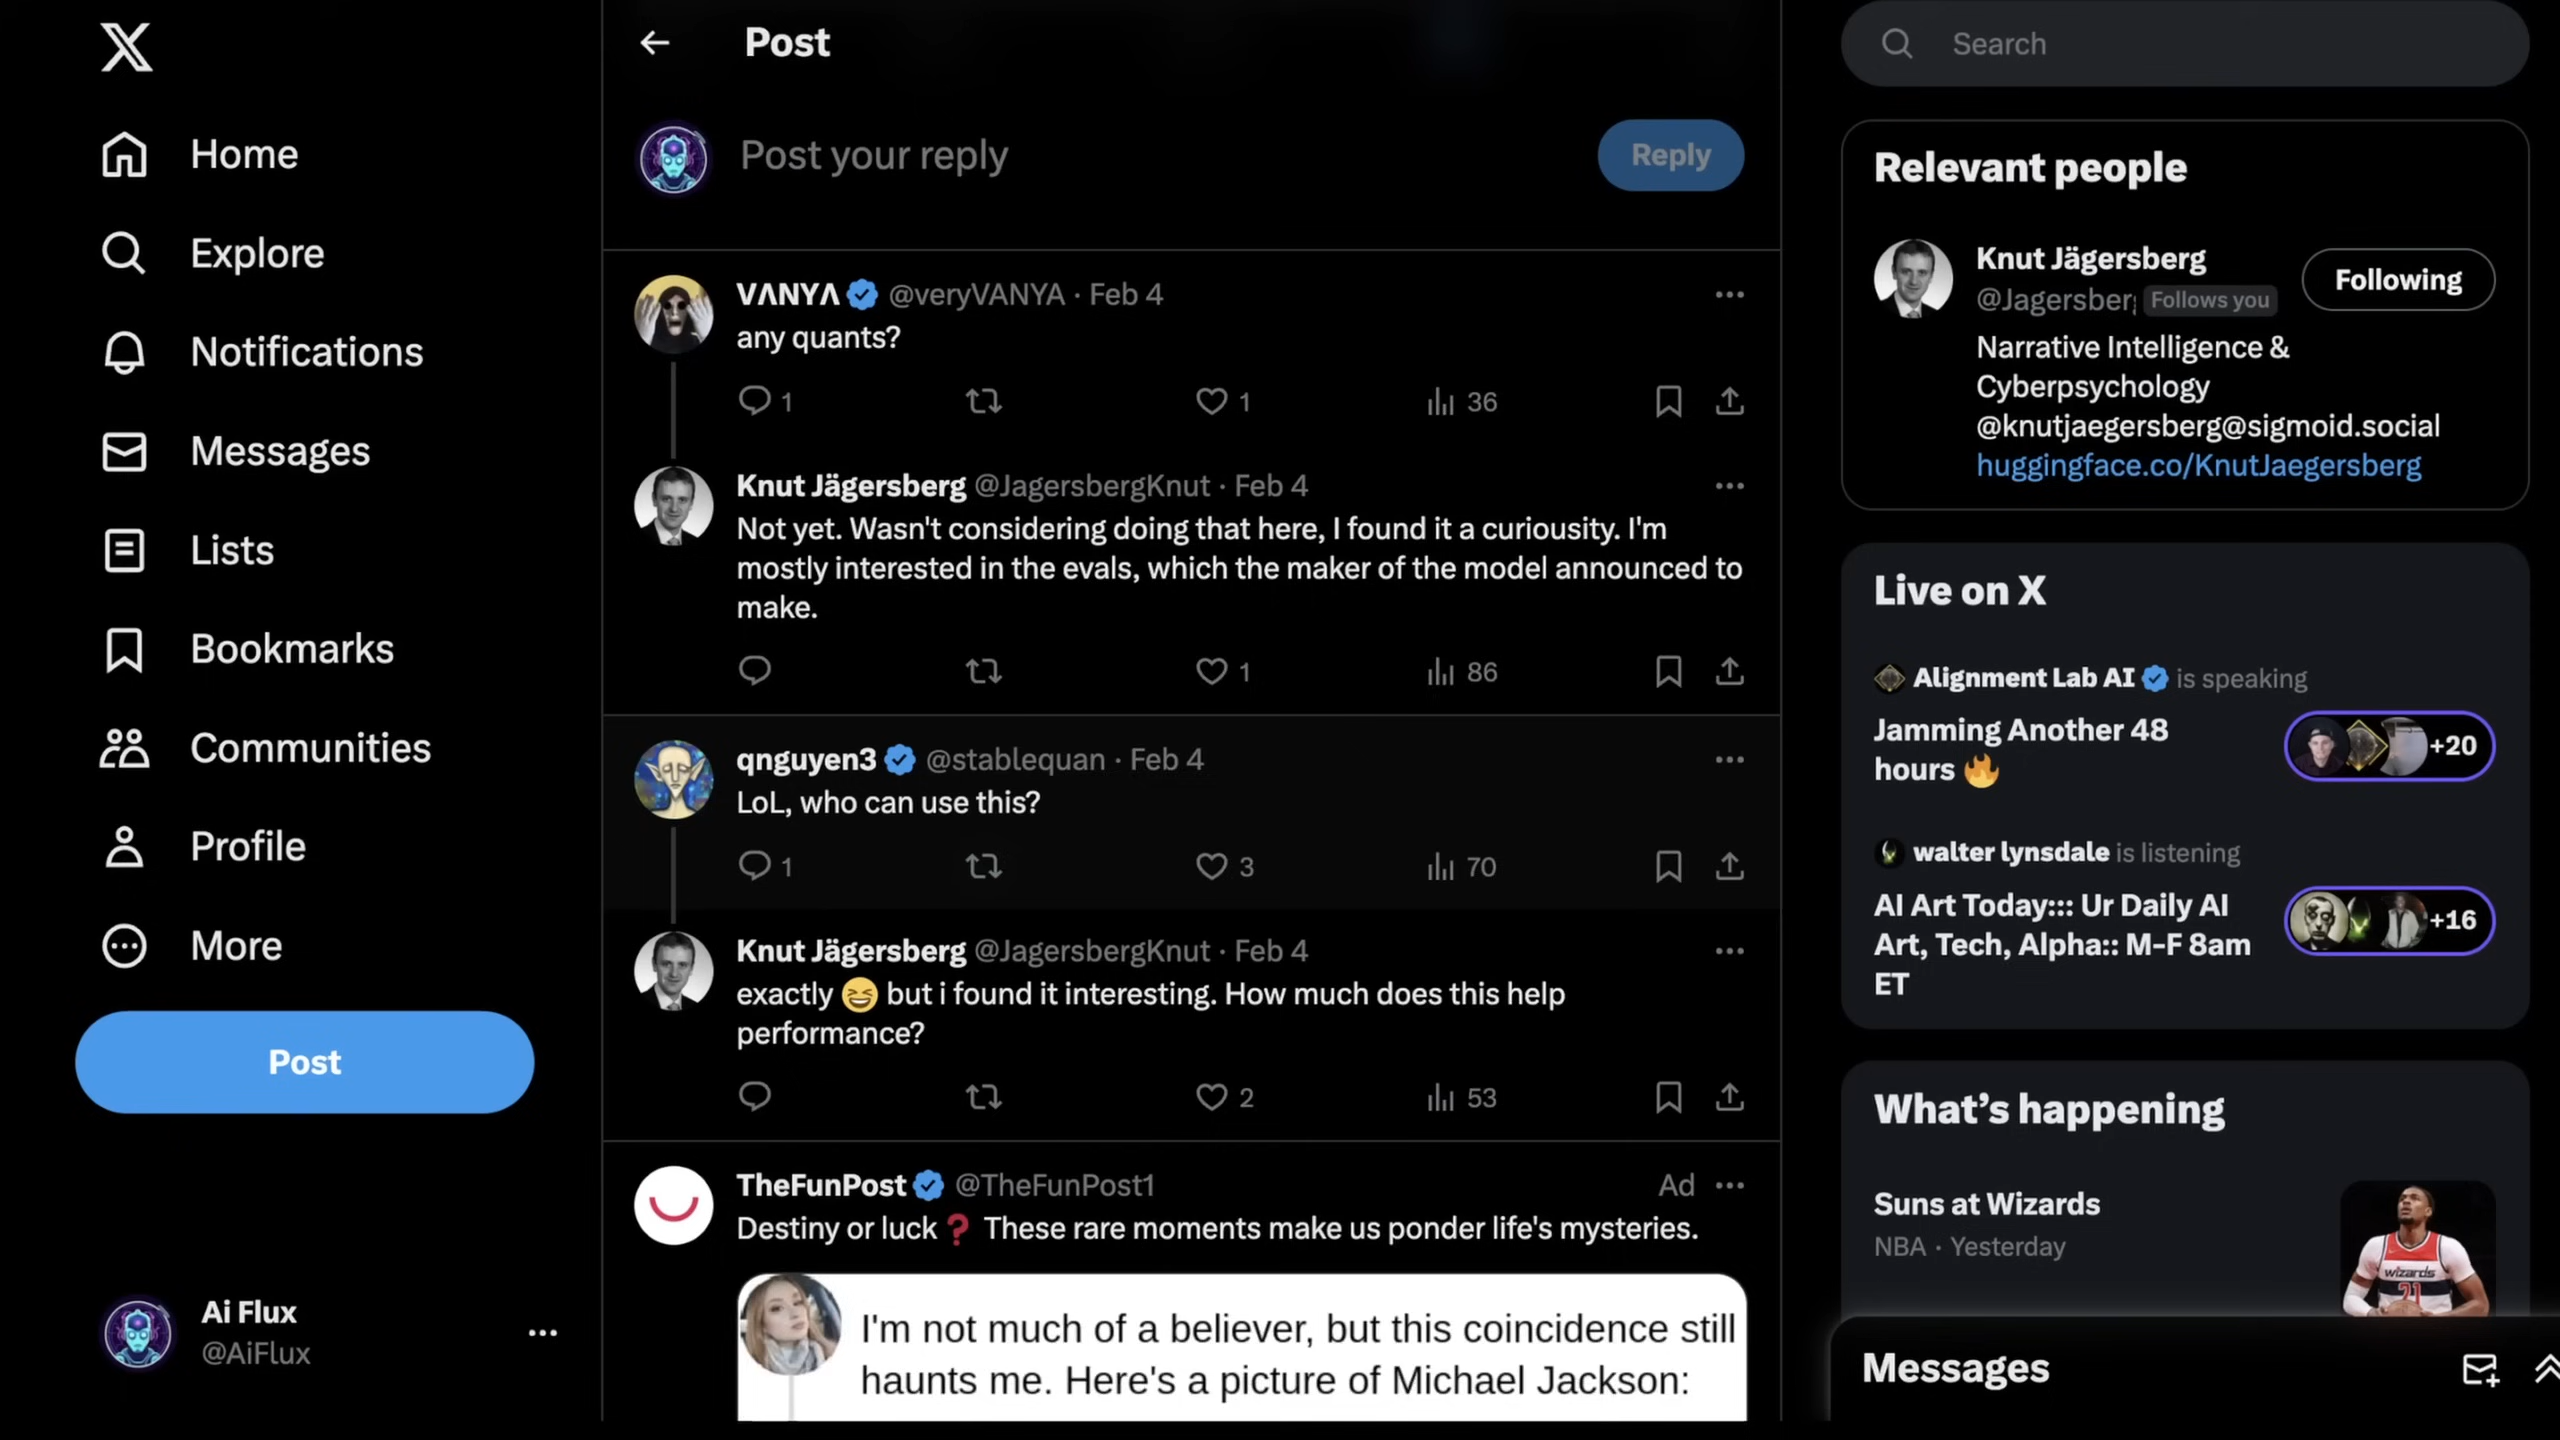 Home
Explore
Notifications
Messages
Lists
Bookmarks
Communities
Profile
More
Post
Ai Flux
@AiFlux
Post
Post your reply
Reply
VΛNYΛ @veryVANYA · Feb 4
any quants?
1 1 36
Knut Jägersberg @JagersbergKnut · Feb 4
Not yet. Wasn't considering doing that here, I found it a curiousity. I'm
mostly interested in the evals, which the maker of the model announced to
make.
1 86
qnguyen3 @stablequan · Feb 4
LoL, who can use this?
1 3 70
Knut Jägersberg @JagersbergKnut · Feb 4
exactly 😆 but i found it interesting. How much does this help
performance?
2 53
TheFunPost @TheFunPost1 Ad
Destiny or luck❓ These rare moments make us ponder life's mysteries.
I'm not much of a believer, but this coincidence still
haunts me. Here's a picture of Michael Jackson:
Search
Relevant people
Knut Jägersberg
@Jagersber Follows you
Following
Narrative Intelligence &
Cyberpsychology
@knutjaegersberg@sigmoid.social
huggingface.co/KnutJaegersberg
Live on X
Alignment Lab AI is speaking
Jamming Another 48
hours 🔥
+20
walter lynsdale is listening
AI Art Today::: Ur Daily AI
Art, Tech, Alpha:: M-F 8am
ET
+16
What's happening
Suns at Wizards
NBA · Yesterday
WIZARDS
21
Messages